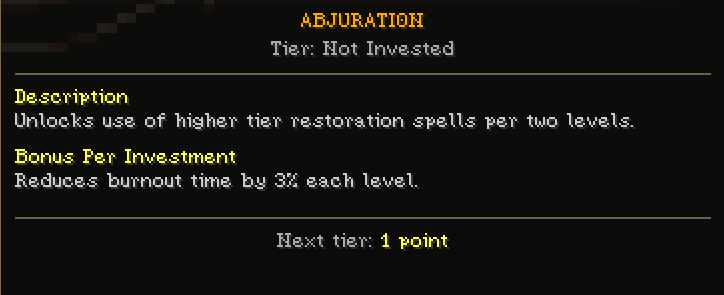 ABJURATION
Tier: Not Invested
Description
Unlocks use of higher tier restoration spells per two levels.
Bonus Per Investment
Reduces burnout time by 3% each level.
Next tier: 1 point